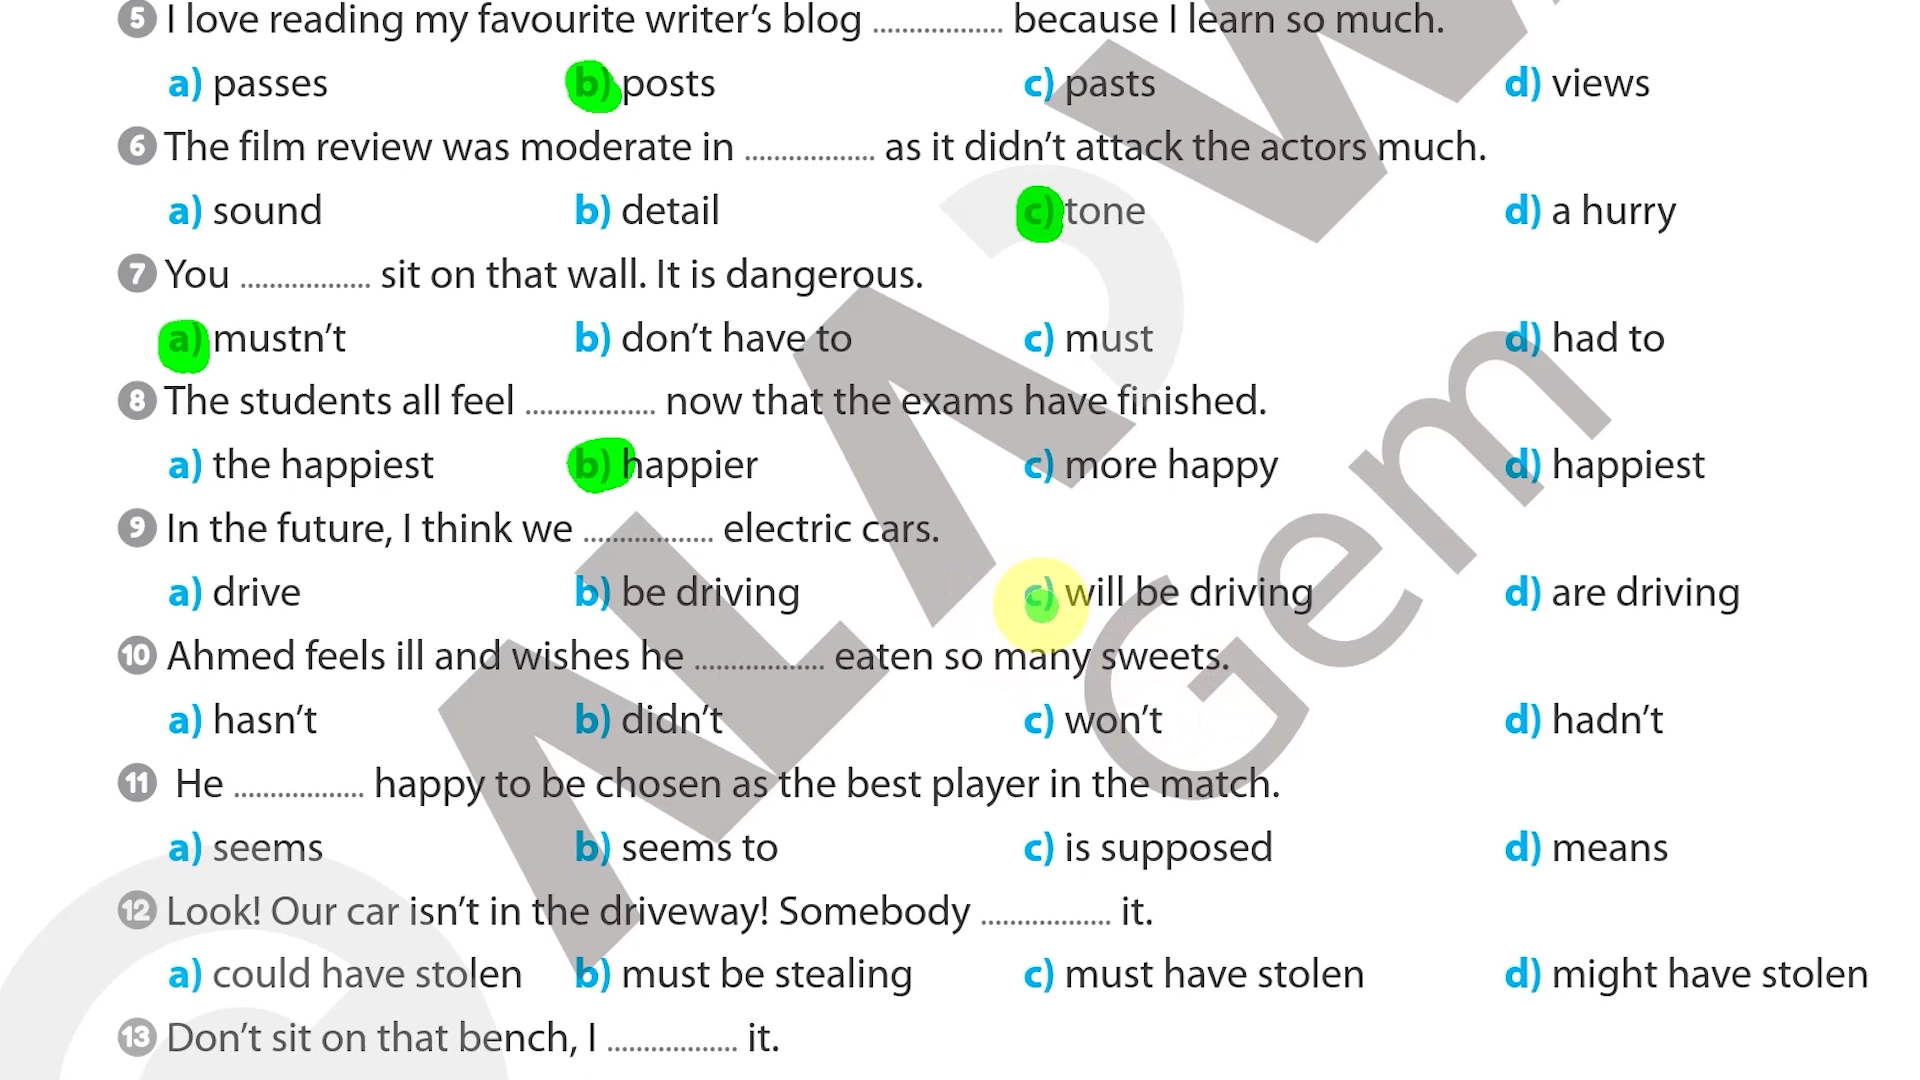 5 I love reading my favourite writer's blog .................. because I learn so much.
a) passes b) posts c) pasts d) views
6 The film review was moderate in .................. as it didn't attack the actors much.
a) sound b) detail c) tone d) a hurry
7 You .................. sit on that wall. It is dangerous.
a) mustn't b) don't have to c) must d) had to
8 The students all feel .................. now that the exams have finished.
a) the happiest b) happier c) more happy d) happiest
9 In the future, I think we .................. electric cars.
a) drive b) be driving c) will be driving d) are driving
10 Ahmed feels ill and wishes he .................. eaten so many sweets.
a) hasn't b) didn't c) won't d) hadn't
11 He .................. happy to be chosen as the best player in the match.
a) seems b) seems to c) is supposed d) means
12 Look! Our car isn't in the driveway! Somebody .................. it.
a) could have stolen b) must be stealing c) must have stolen d) might have stolen
13 Don't sit on that bench, I .................. it.
Gem